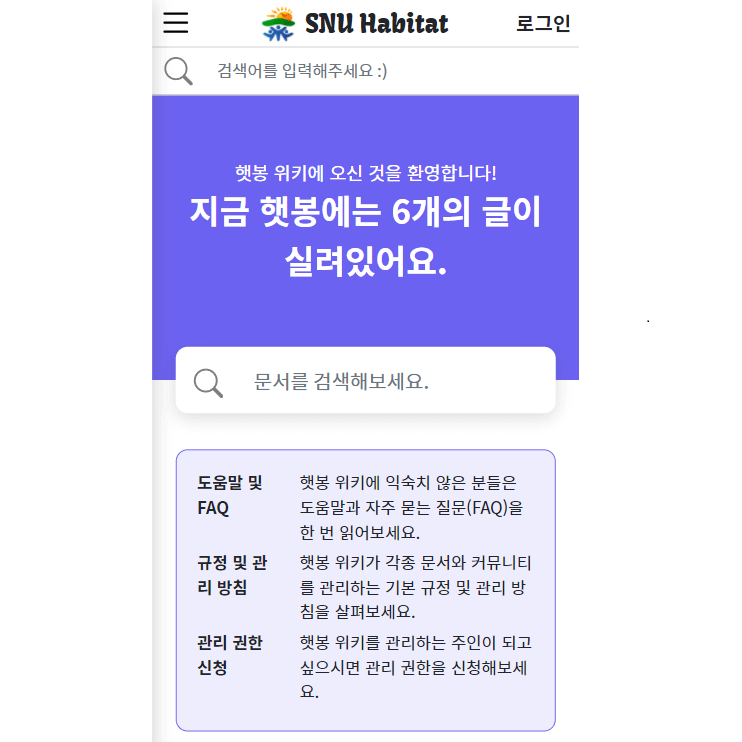 SNU Habitat
로그인
검색어를 입력해주세요 :)
햇봉 위키에 오신 것을 환영합니다!
지금 햇봉에는 6개의 글이
실려있어요.
문서를 검색해보세요.
도움말 및
FAQ
햇봉 위키에 익숙치 않은 분들은
도움말과 자주 묻는 질문(FAQ)을
한 번 읽어보세요.
규정 및 관
리 방침
햇봉 위키가 각종 문서와 커뮤니티
를 관리하는 기본 규정 및 관리 방
침을 살펴보세요.
관리 권한
신청
햇봉 위키를 관리하는 주인이 되고
싶으시면 관리 권한을 신청해보세
요.